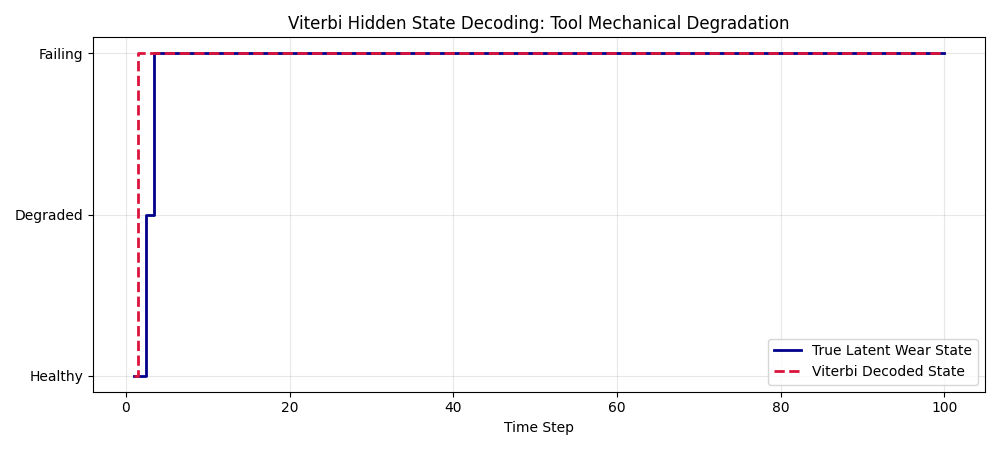 Viterbi Hidden State Decoding: Tool Mechanical Degradation
Failing
Degraded
Healthy
True Latent Wear State
Viterbi Decoded State
0 20 40 60 80 100
Time Step